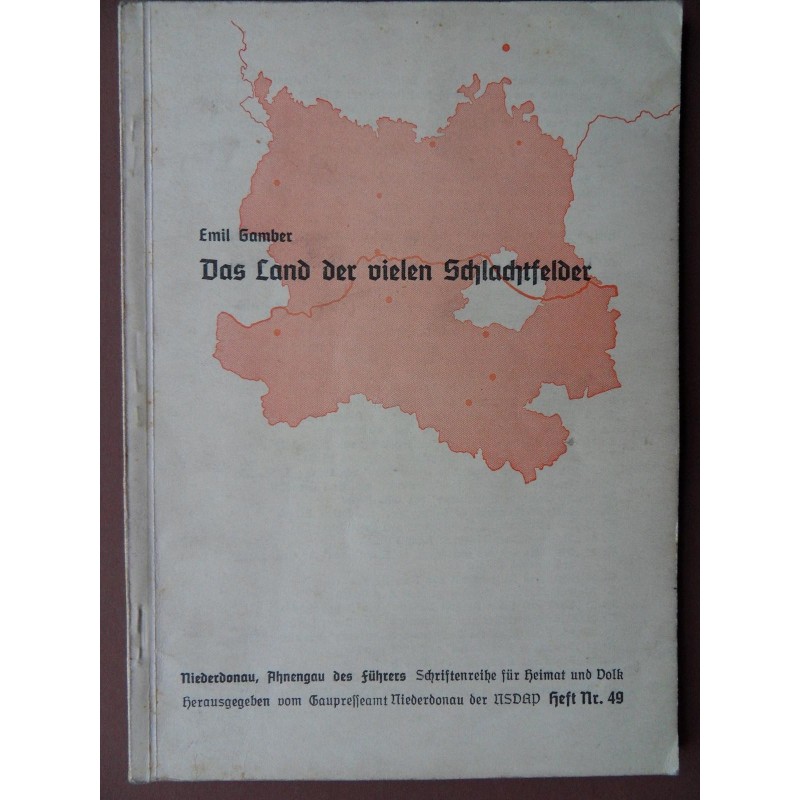 Emil Gamber
Das Land der vielen Schlachtfelder
Niederdonau, Ahnengau des Führers Schriftenreihe für Heimat und Volk
Herausgegeben vom Gaupresseamt Niederdonau der NSDAP Heft Nr. 49